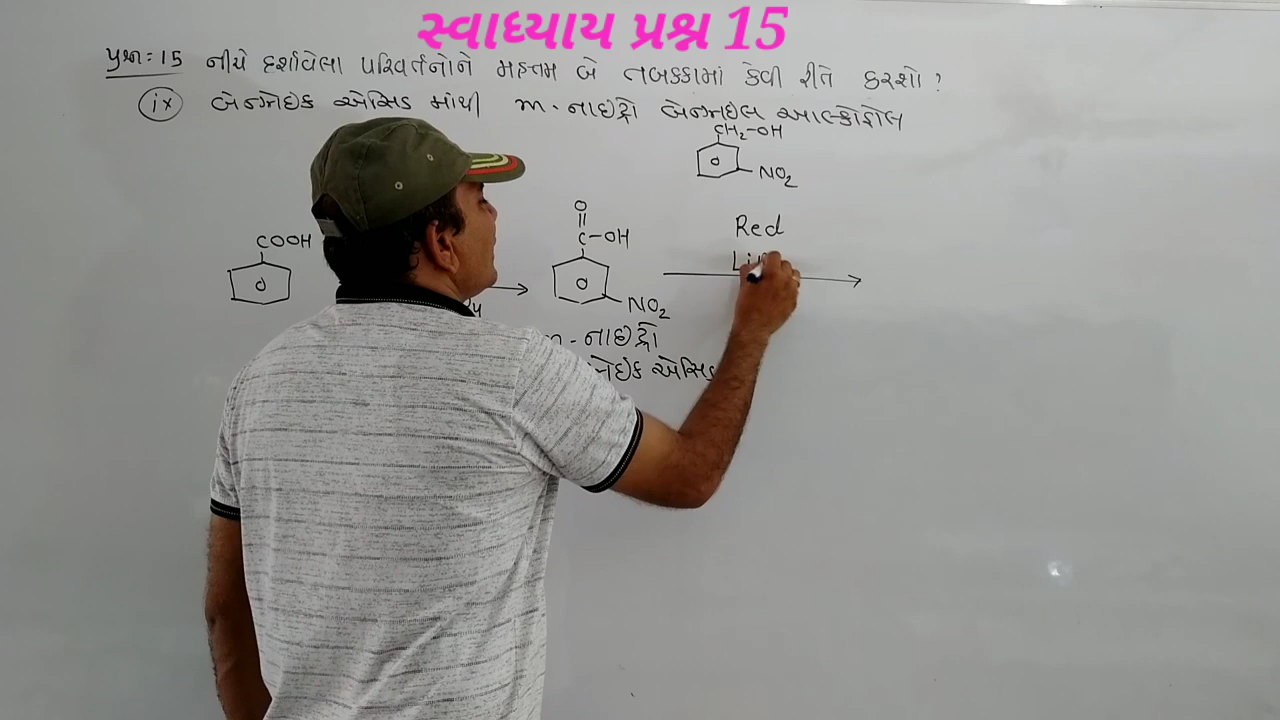 સ્વાધ્યાય પ્રશ્ન 15
પ્રશ્ન:15 નીચે દર્શાવેલા પરિવર્તનોને મહત્તમ બે તબક્કામાં કેવી રીતે કરશો ?
(ix) બેન્ઝોઇક એસિડ માંથી m-નાઇટ્રો બેન્ઝાઇલ આલ્કોહોલ
CH2-OH
NO2
COOH
O
C-OH
NO2
Red
m-નાઇટ્રો
એસિડ